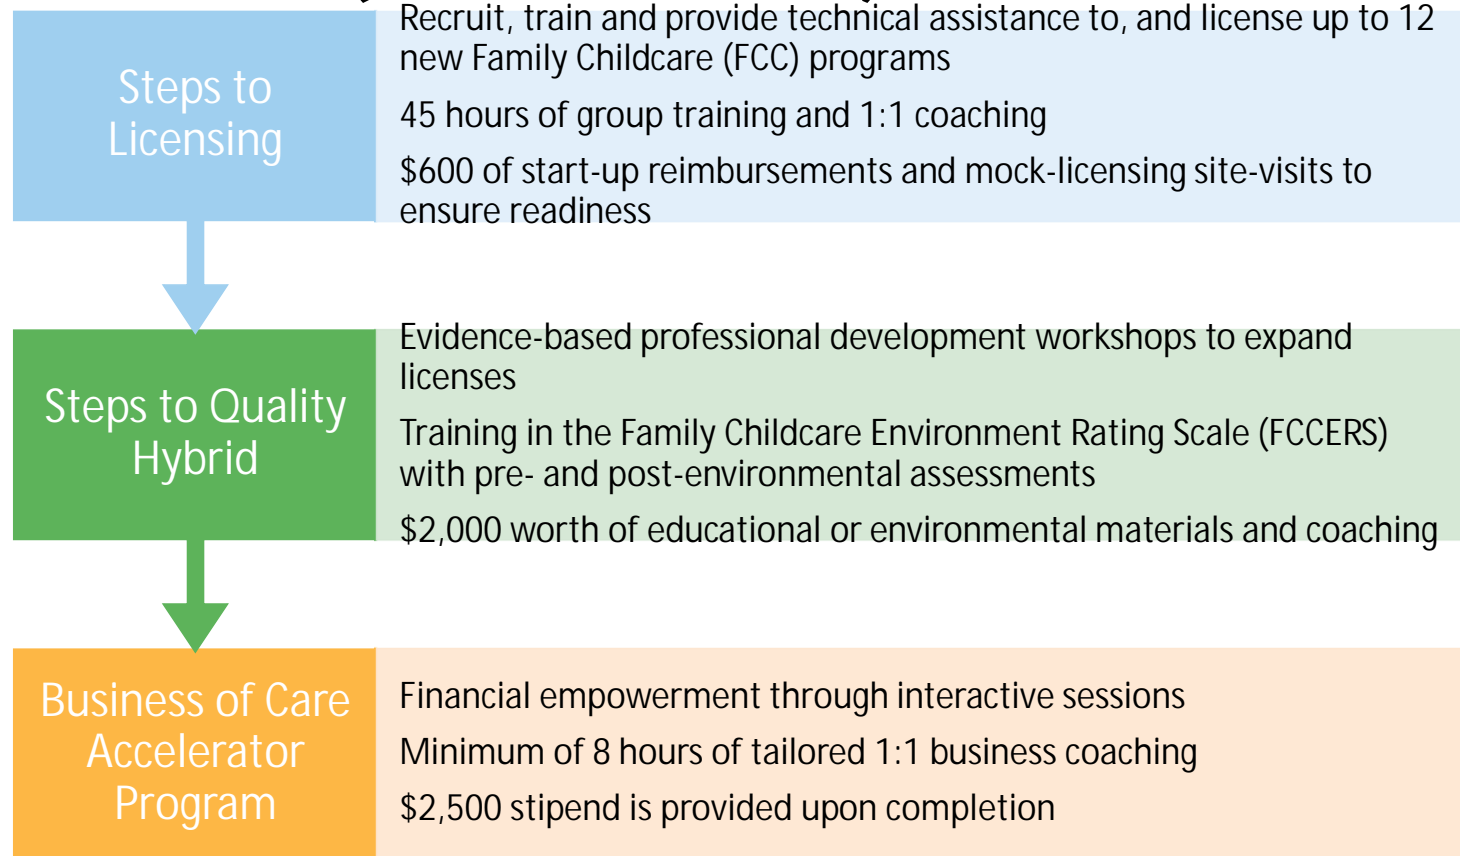 Steps to
Licensing
Recruit, train and provide technical assistance to, and license up to 12
new Family Childcare (FCC) programs
45 hours of group training and 1:1 coaching
$600 of start-up reimbursements and mock-licensing site-visits to
ensure readiness
Steps to Quality
Hybrid
Evidence-based professional development workshops to expand
licenses
Training in the Family Childcare Environment Rating Scale (FCCERS)
with pre- and post-environmental assessments
$2,000 worth of educational or environmental materials and coaching
Business of Care
Accelerator
Program
Financial empowerment through interactive sessions
Minimum of 8 hours of tailored 1:1 business coaching
$2,500 stipend is provided upon completion